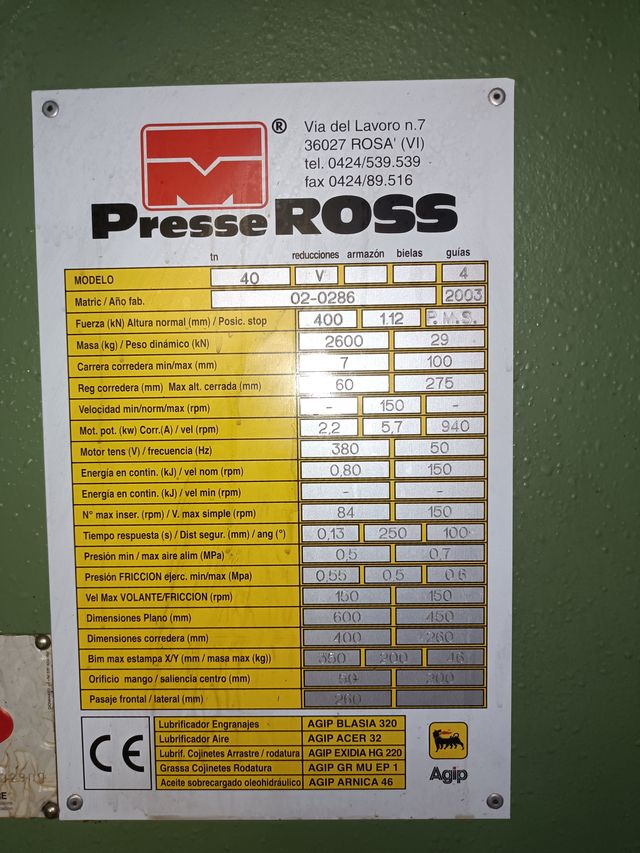 ®
Via del Lavoro n.7
36027 ROSA' (VI)
tel. 0424/539.539
fax 0424/89.516
Presse ROSS
tn reducciones armazón bielas guías
MODELO 40 V 4
Matric / Año fab. 02-0286 2003
Fuerza (kN) Altura normal (mm) / Posic. stop 400 1.12 P.M.S.
Masa (kg) / Peso dinámico (kN) 2600 29
Carrera corredera min/max (mm) 7 100
Reg corredera (mm) Max alt. cerrada (mm) 60 275
Velocidad min/norm/max (rpm) - 150 -
Mot. pot. (kw) Corr.(A) / vel (rpm) 2,2 5,7 940
Motor tens (V) / frecuencia (Hz) 380 50
Energía en contin. (kJ) / vel nom (rpm) 0,80 150
Energía en contin. (kJ) / vel min (rpm) - -
N° max inser. (rpm) / V. max simple (rpm) 84 150
Tiempo respuesta (s) / Dist segur. (mm) / ang (°) 0,13 250 100
Presión min / max aire alim (MPa) 0,5 0,7
Presión FRICCION ejerc. min/max (Mpa) 0,55 0,5 0,6
Vel Max VOLANTE/FRICCION (rpm) 150 150
Dimensiones Plano (mm) 600 450
Dimensiones corredera (mm) 400 260
Bim max estampa X/Y (mm / masa max (kg)) 350 200 46
Orificio mango / saliencia centro (mm) 50 200
Pasaje frontal / lateral (mm) 260
CE
Lubrificador Engranajes AGIP BLASIA 320
Lubrificador Aire AGIP ACER 32
Lubrif. Cojinetes Arrastre / rodatura AGIP EXIDIA HG 220
Grassa Cojinetes Rodatura AGIP GR MU EP 1
Aceite sobrecargado oleohidráulico AGIP ARNICA 46
Agip